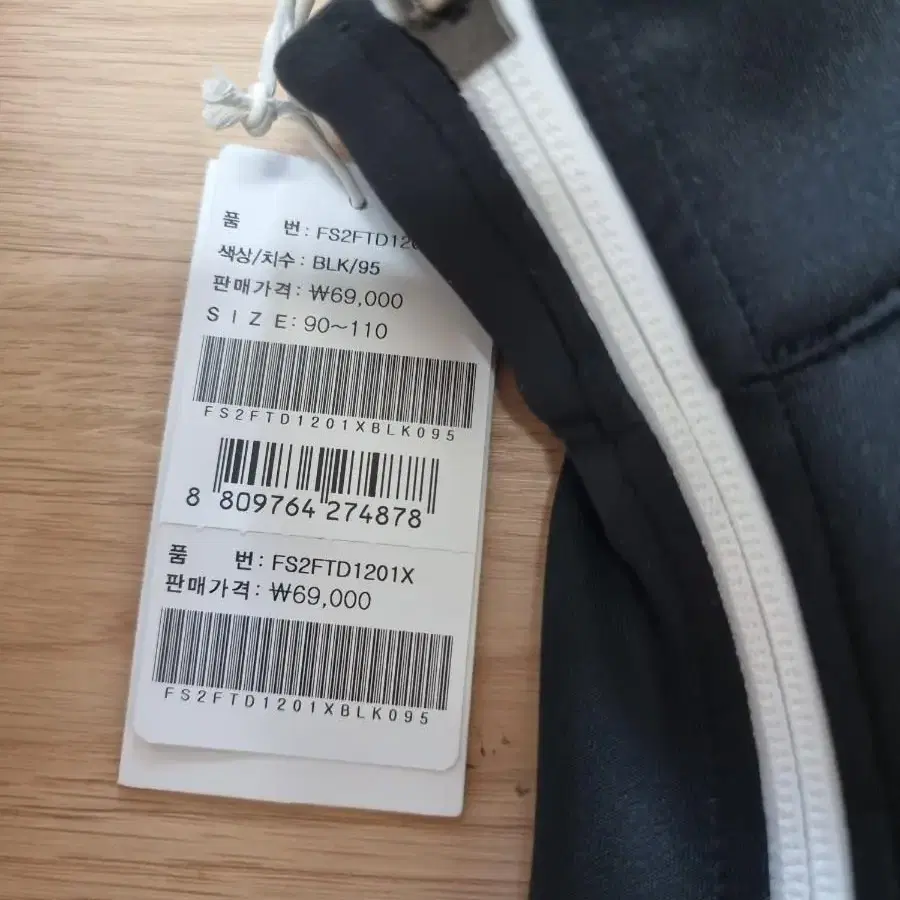 품 번: FS2FTD120
색상/치수: BLK/95
판매가격: ₩69,000
SIZE: 90~110
FS2FTD1201XBLK095
8 809764 274878
품 번: FS2FTD1201X
판매가격: ₩69,000
FS2FTD1201XBLK095